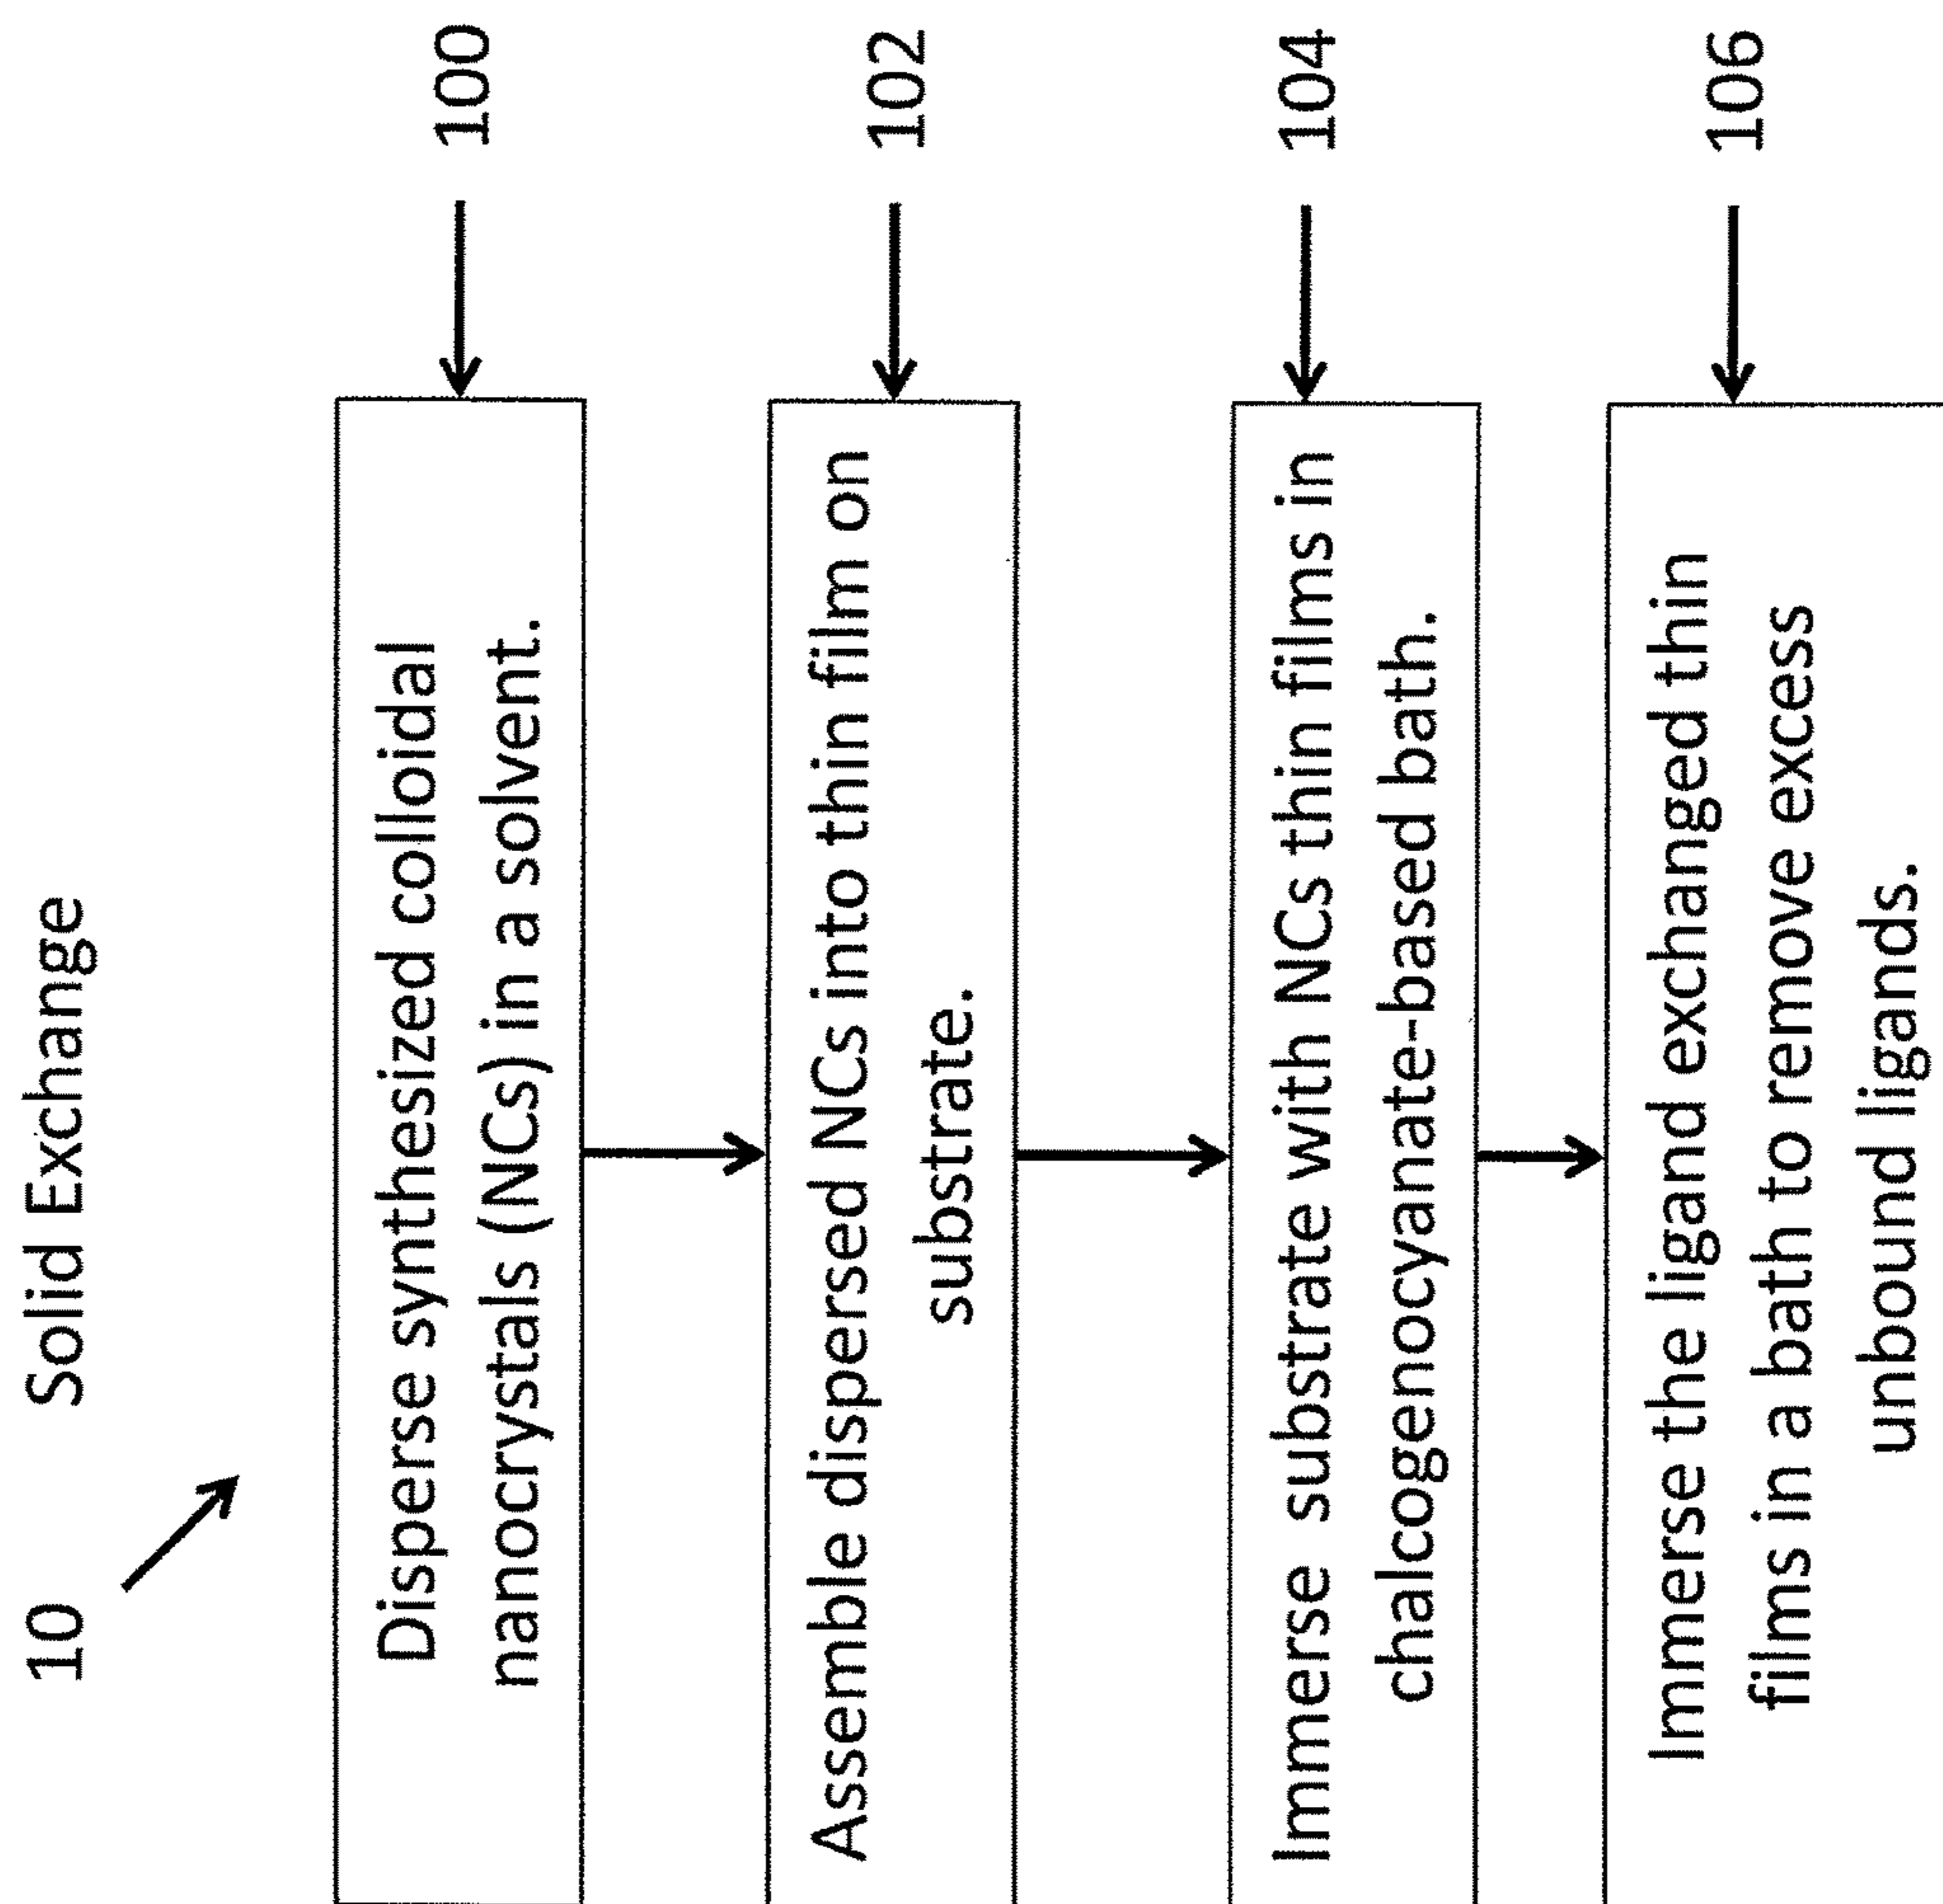 10 Solid Exchange
Disperse synthesized colloidal
nanocrystals (NCs) in a solvent.
100
Assemble dispersed NCs into thin film on
substrate.
102
Immerse substrate with NCs thin films in
chalcogenocyanate-based bath.
104
Immerse the ligand exchanged thin
films in a bath to remove excess
unbound ligands.
106